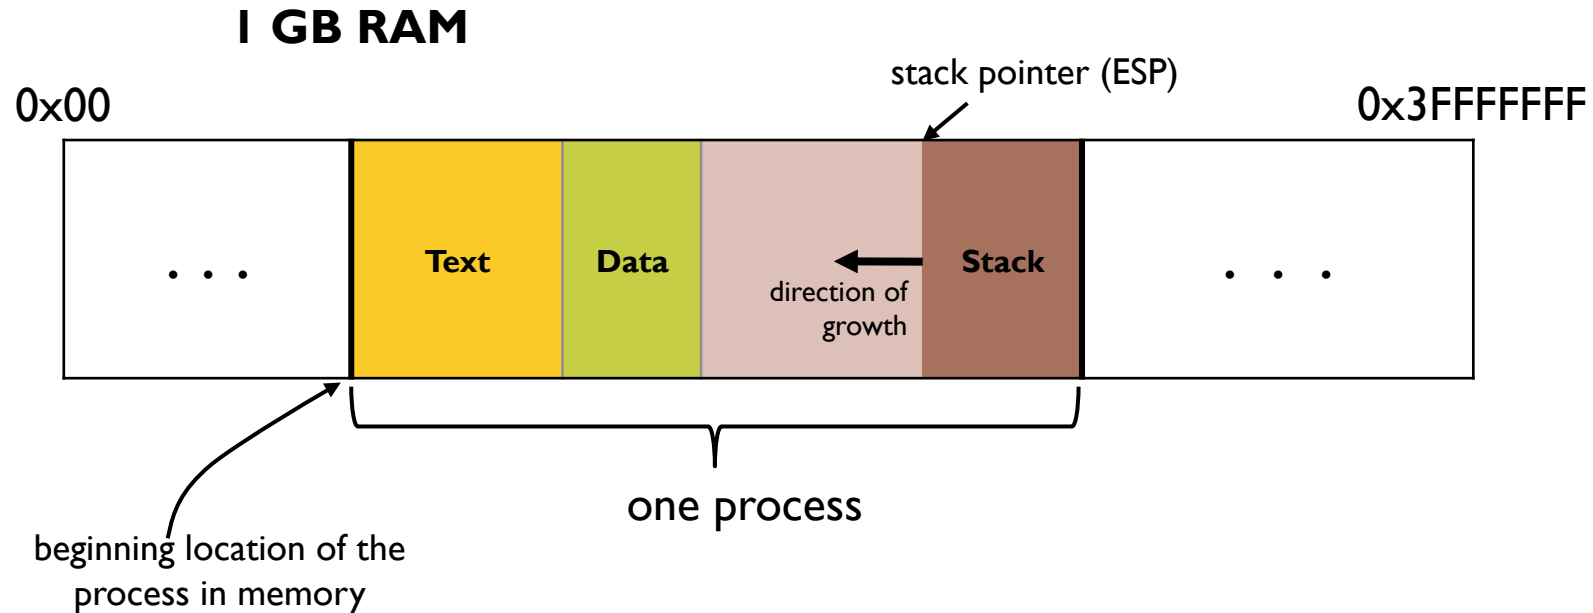 1 GB RAM
stack pointer (ESP)
0x00
0x3FFFFFFF
. . .
Text
Data
Stack
. . .
direction of
growth
one process
beginning location of the
process in memory